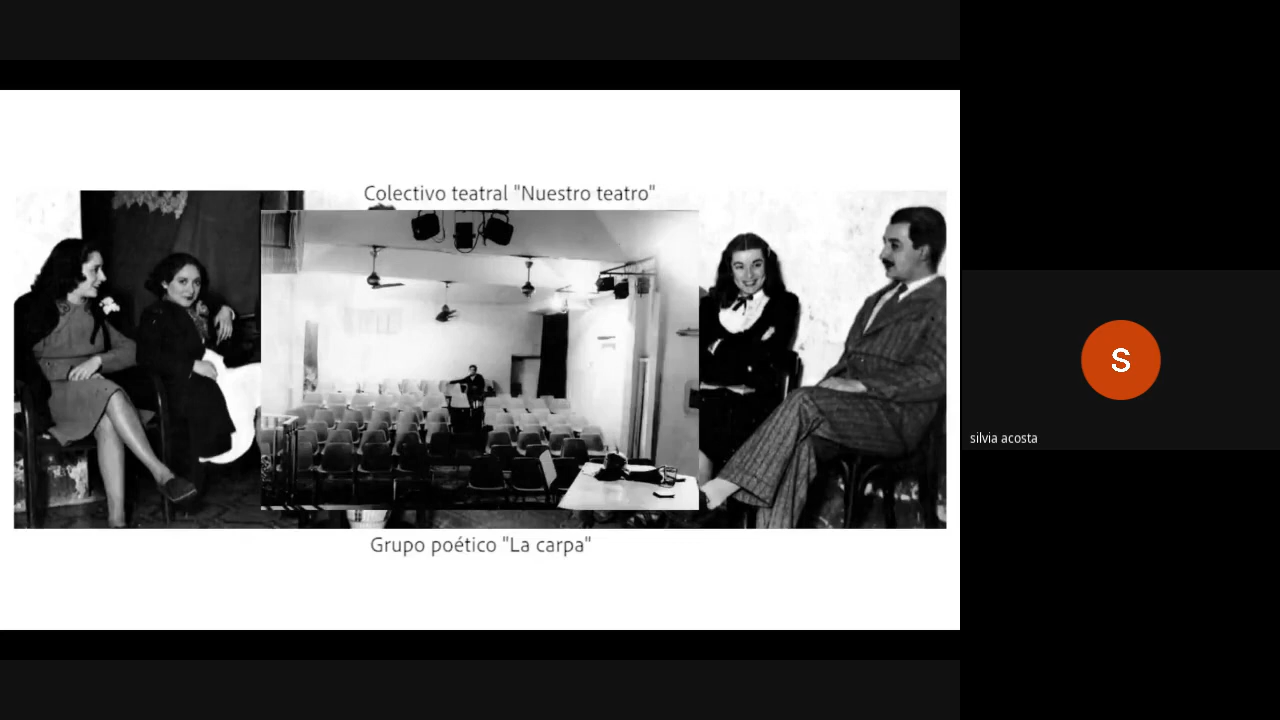 Colectivo teatral "Nuestro teatro"
S
silvia acosta
Grupo poético "La carpa"